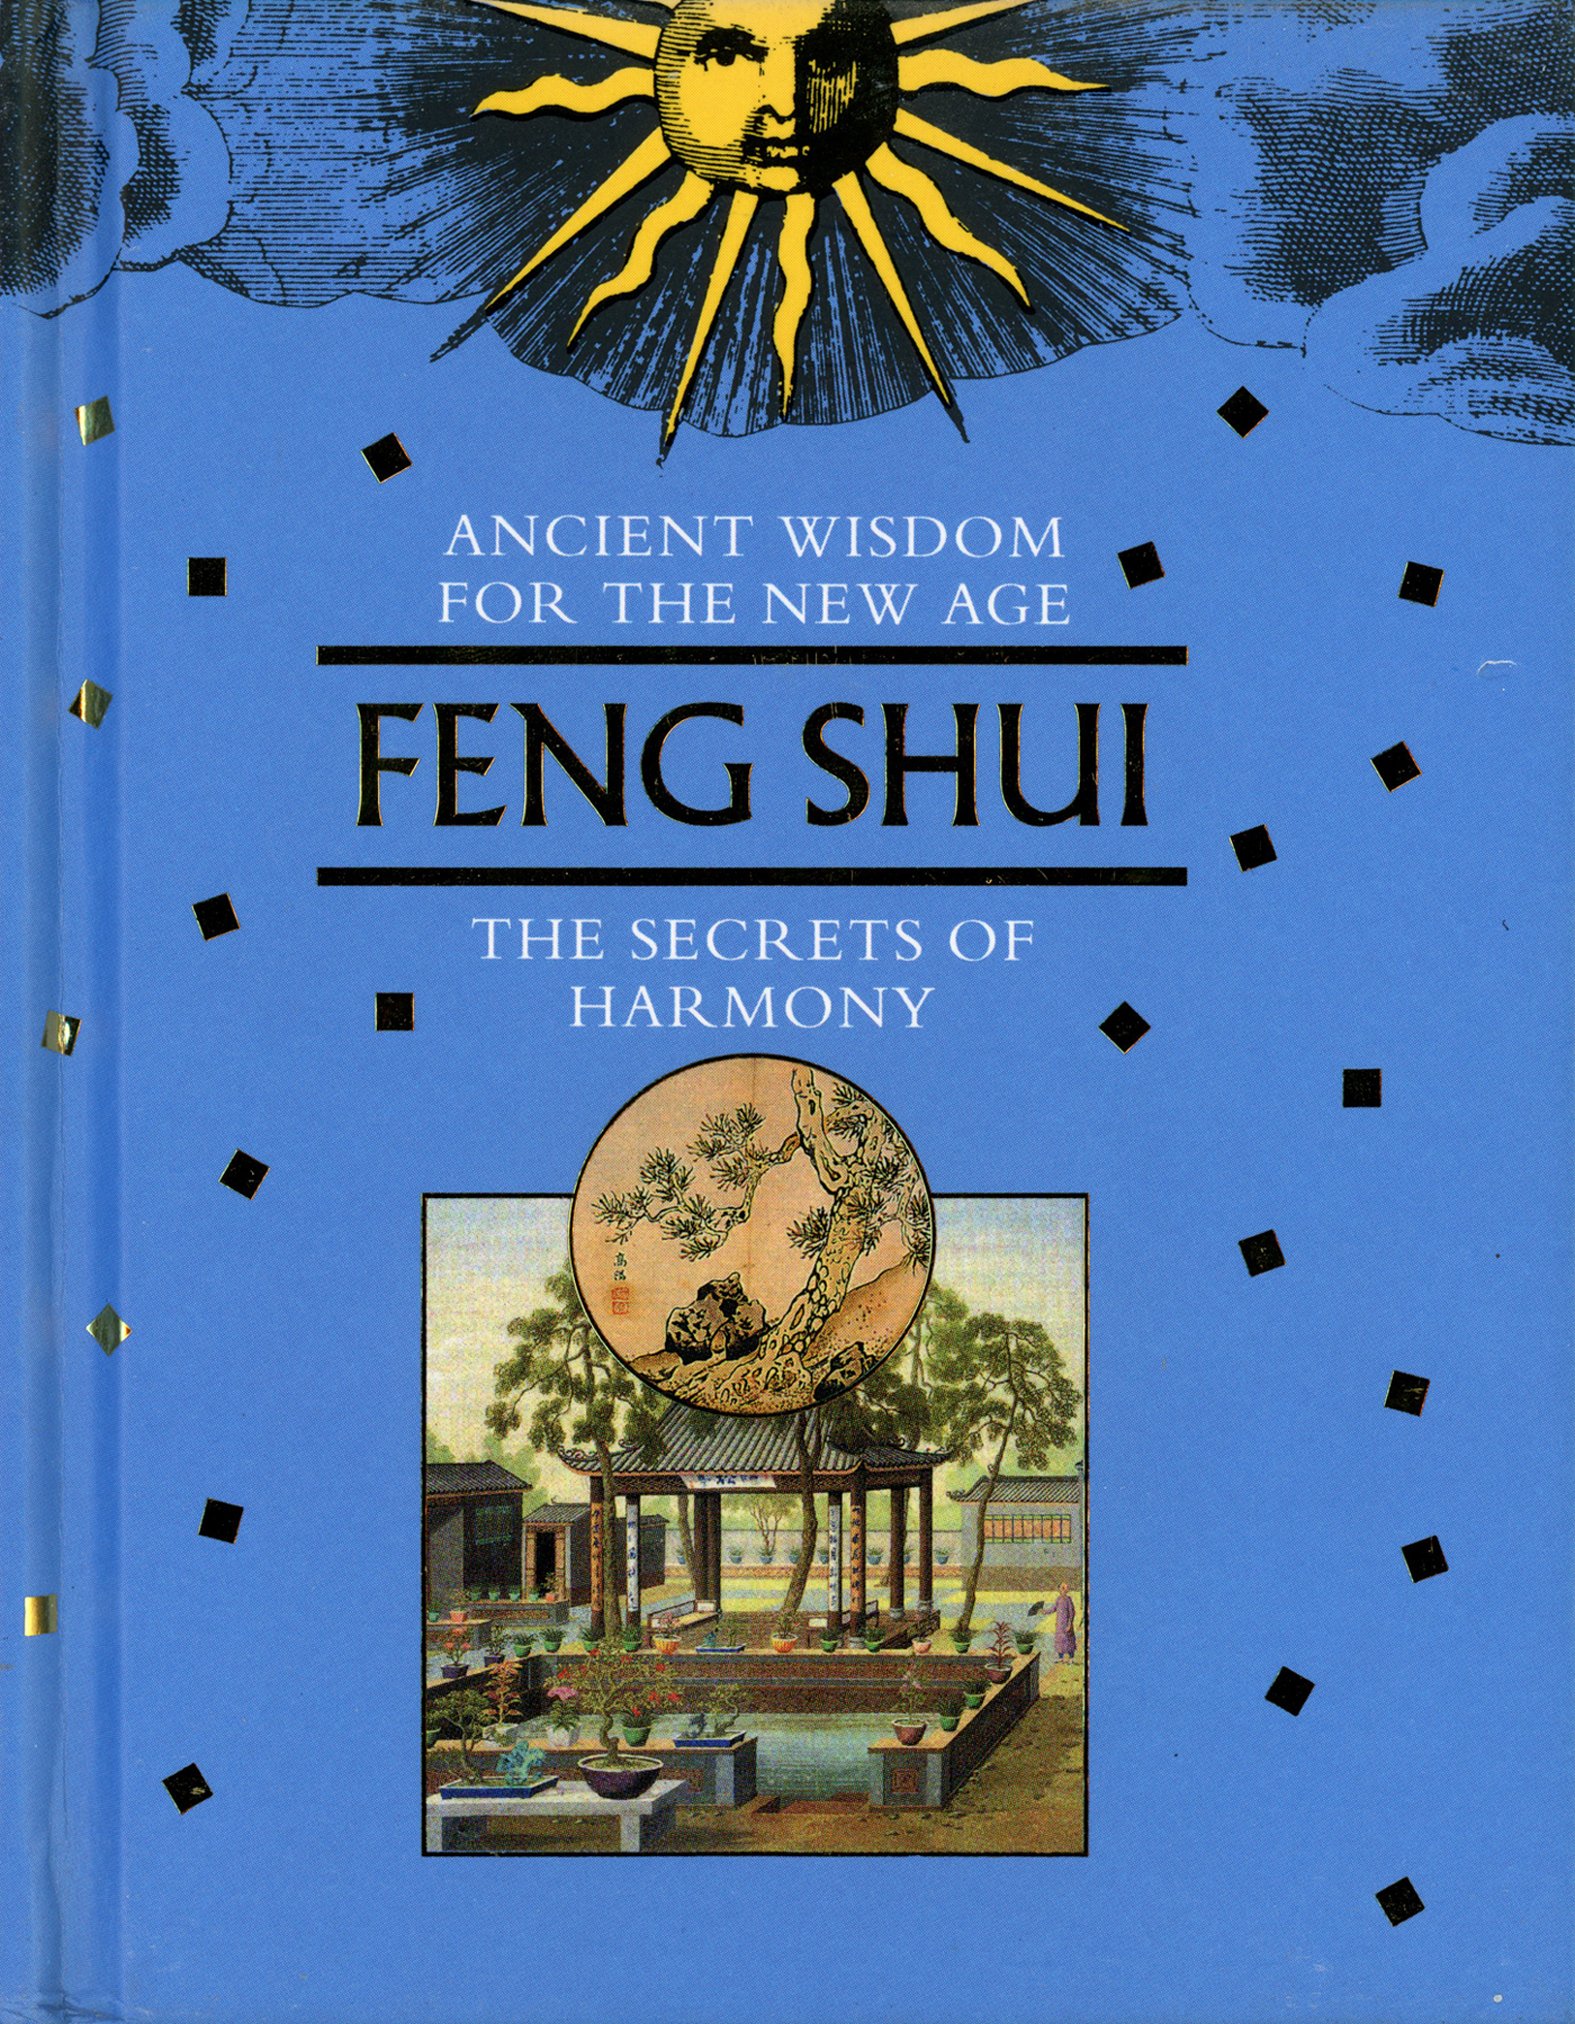 ANCIENT WISDOM
FOR THE NEW AGE
FENG SHUI
THE SECRETS OF
HARMONY